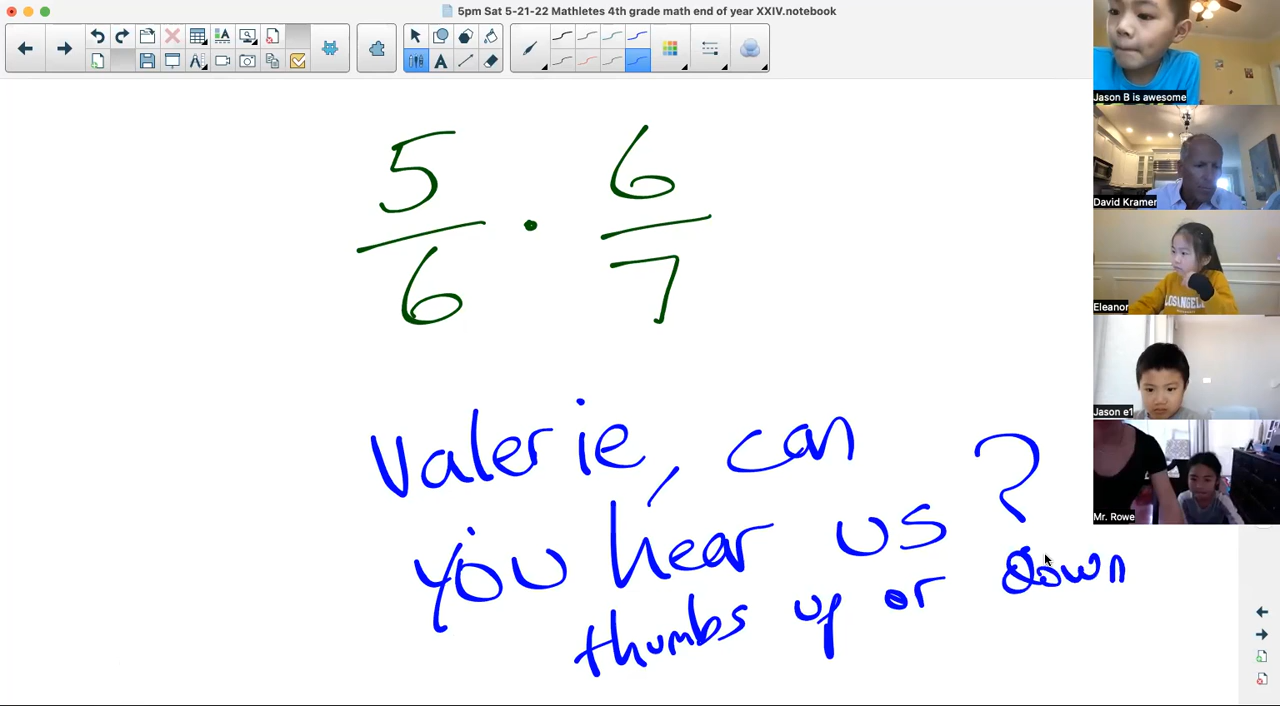 5pm Sat 5-21-22 Mathletes 4th grade math end of year XXIV.notebook
Jason B is awesome
David Kramer
Eleanor
LOSANGEL
Jason e1
Mr. Rowe
5/6 · 6/7
Valerie, can
you hear us ?
thumbs up or down